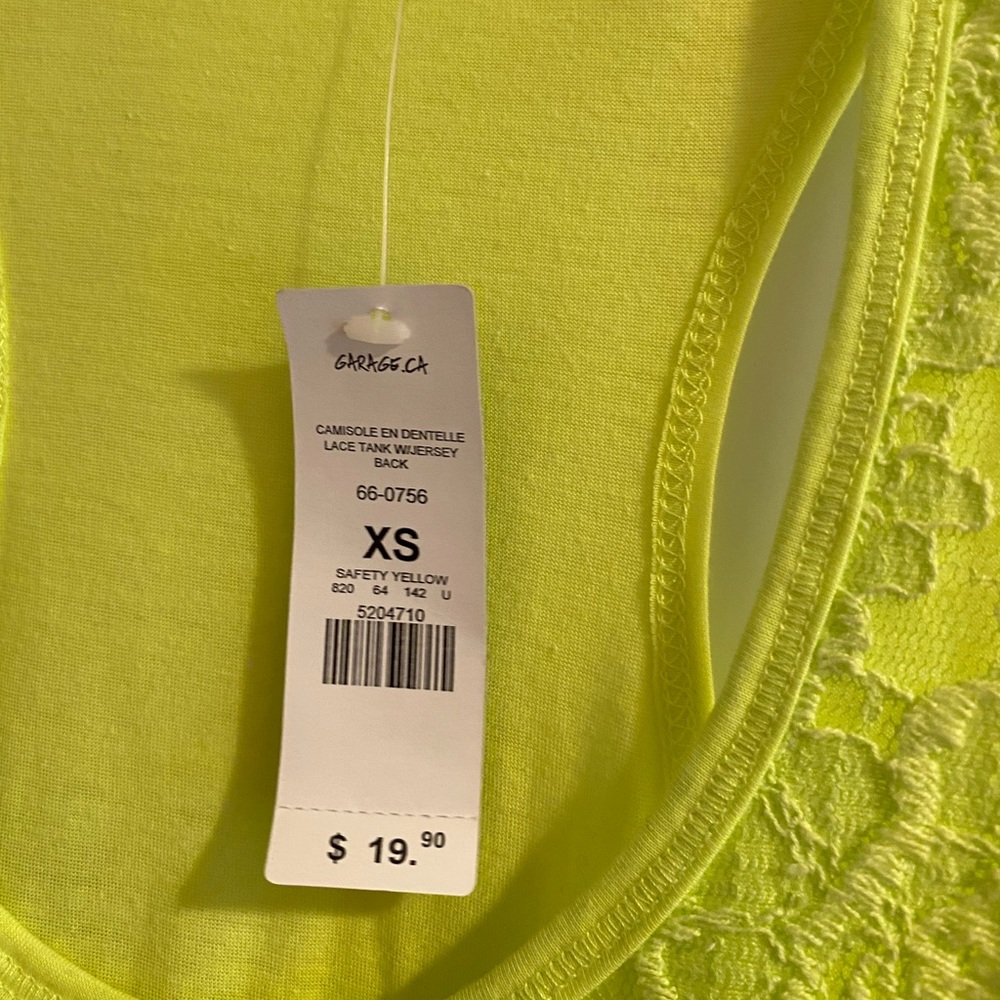 GARAGE.CA
CAMISOLE EN DENTELLE
LACE TANK W/JERSEY
BACK
66-0756
XS
SAFETY YELLOW
820 64 142 U
5204710
$ 19.90